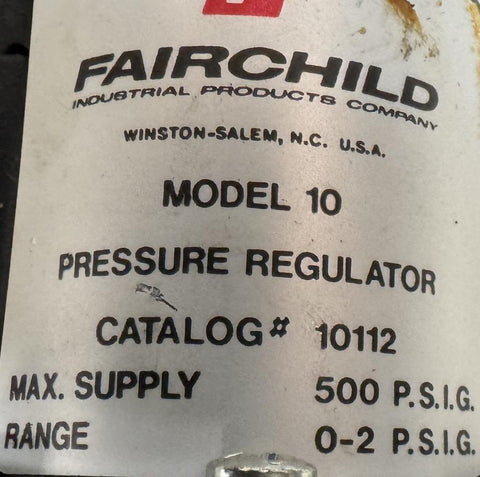 FAIRCHILD
INDUSTRIAL PRODUCTS COMPANY
WINSTON-SALEM, N.C. U.S.A.
MODEL 10
PRESSURE REGULATOR
CATALOG# 10112
MAX. SUPPLY 500 P.S.I.G.
RANGE 0-2 P.S.I.G.